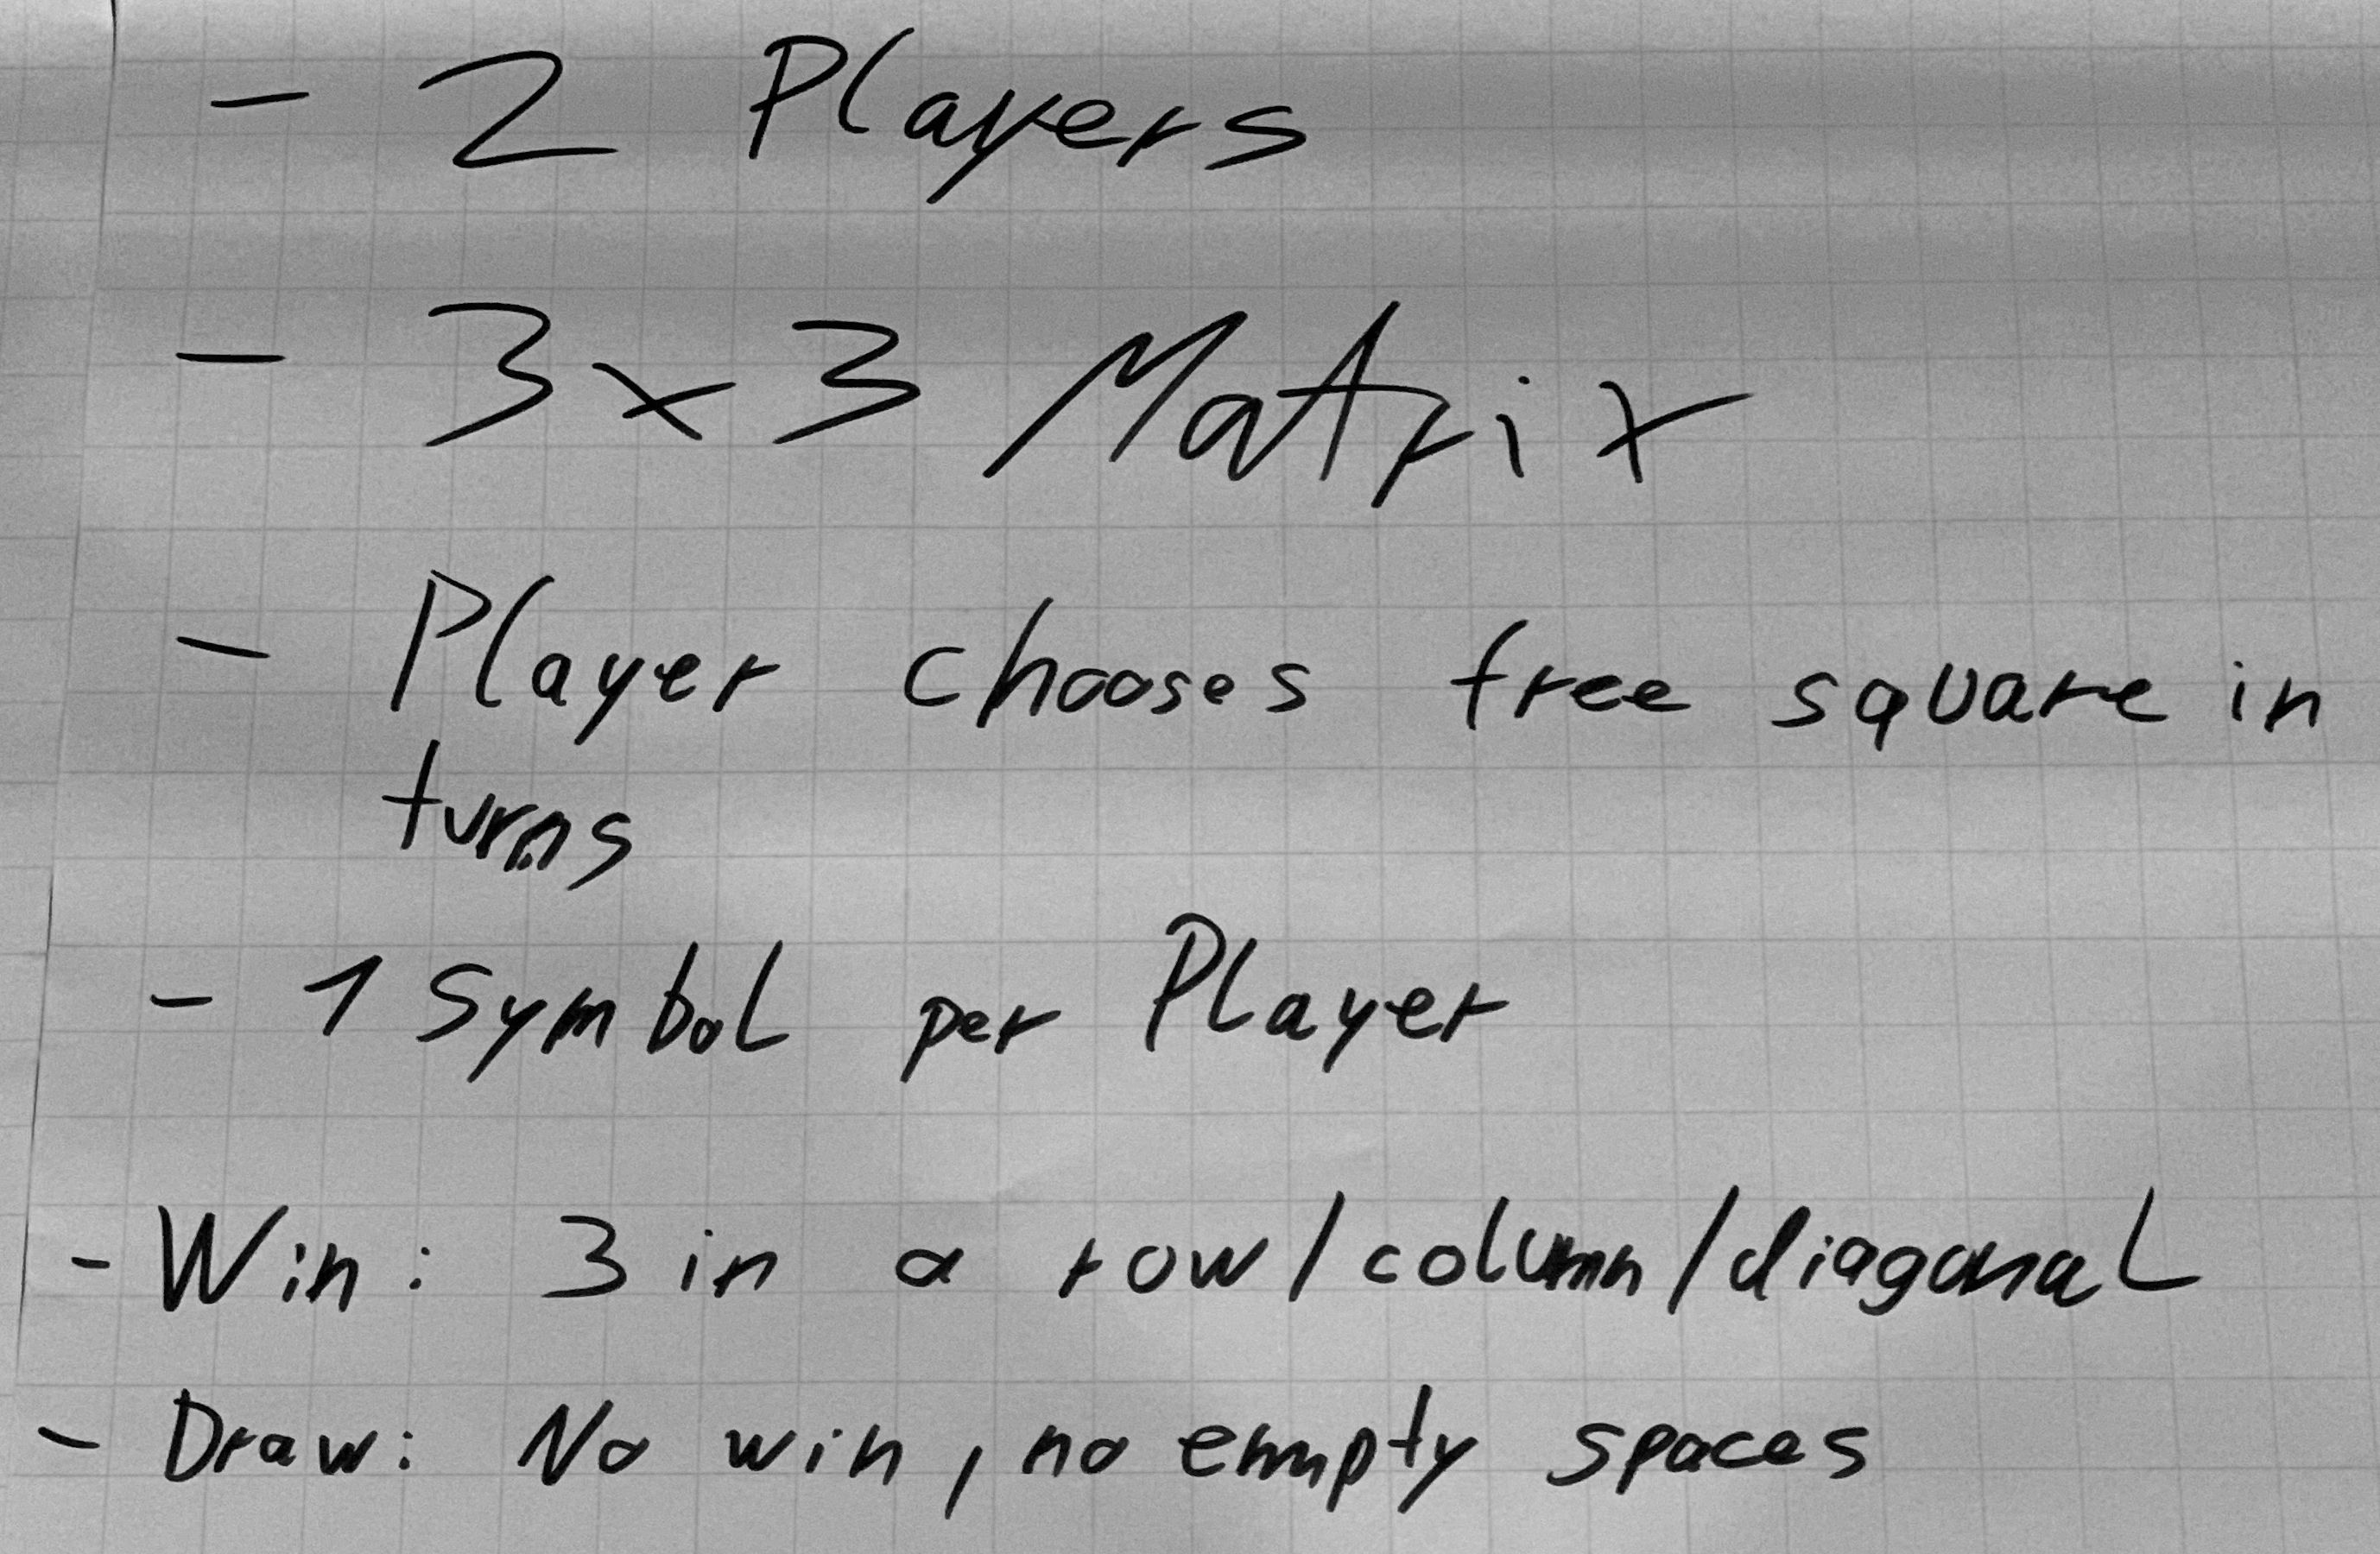 - 2 Players
- 3x3 Matrix
- Player chooses free square in
turns
- 1 Symbol per Player
- Win: 3 in a row/column/diagonal
- Draw: No win, no empty spaces